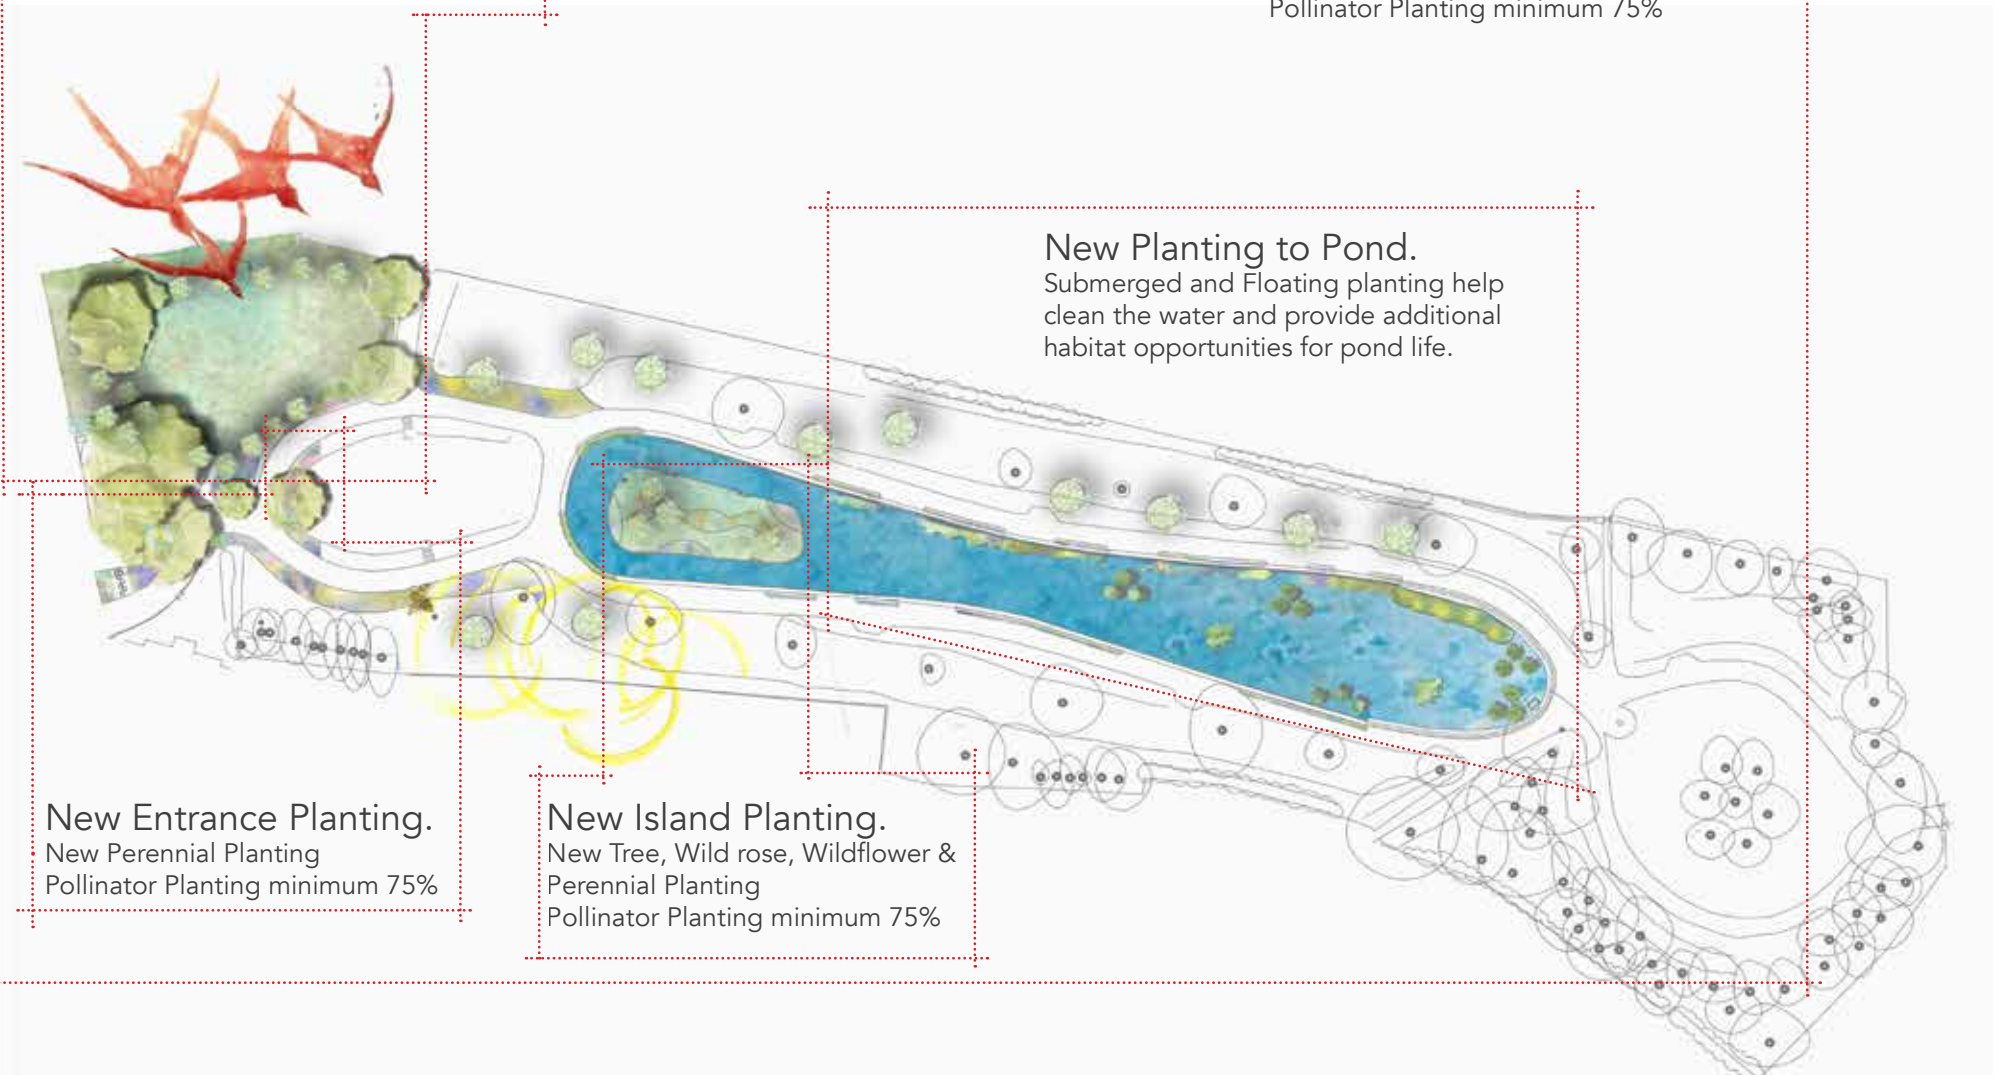 Pollinator Planting minimum 75%
New Planting to Pond.
Submerged and Floating planting help
clean the water and provide additional
habitat opportunities for pond life.
New Entrance Planting.
New Perennial Planting
Pollinator Planting minimum 75%
New Island Planting.
New Tree, Wild rose, Wildflower &
Perennial Planting
Pollinator Planting minimum 75%